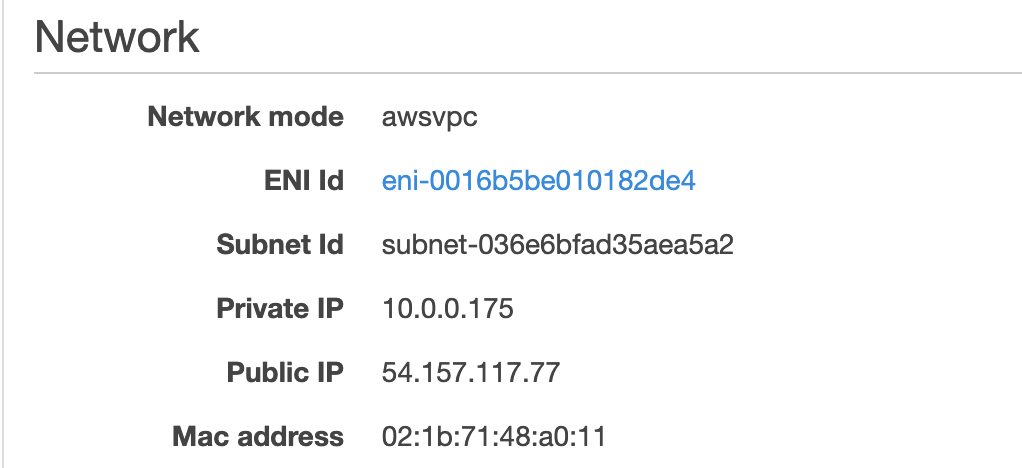 Network
Network mode awsvpc
ENI Id eni-0016b5be010182de4
Subnet Id subnet-036e6bfad35aea5a2
Private IP 10.0.0.175
Public IP 54.157.117.77
Mac address 02:1b:71:48:a0:11